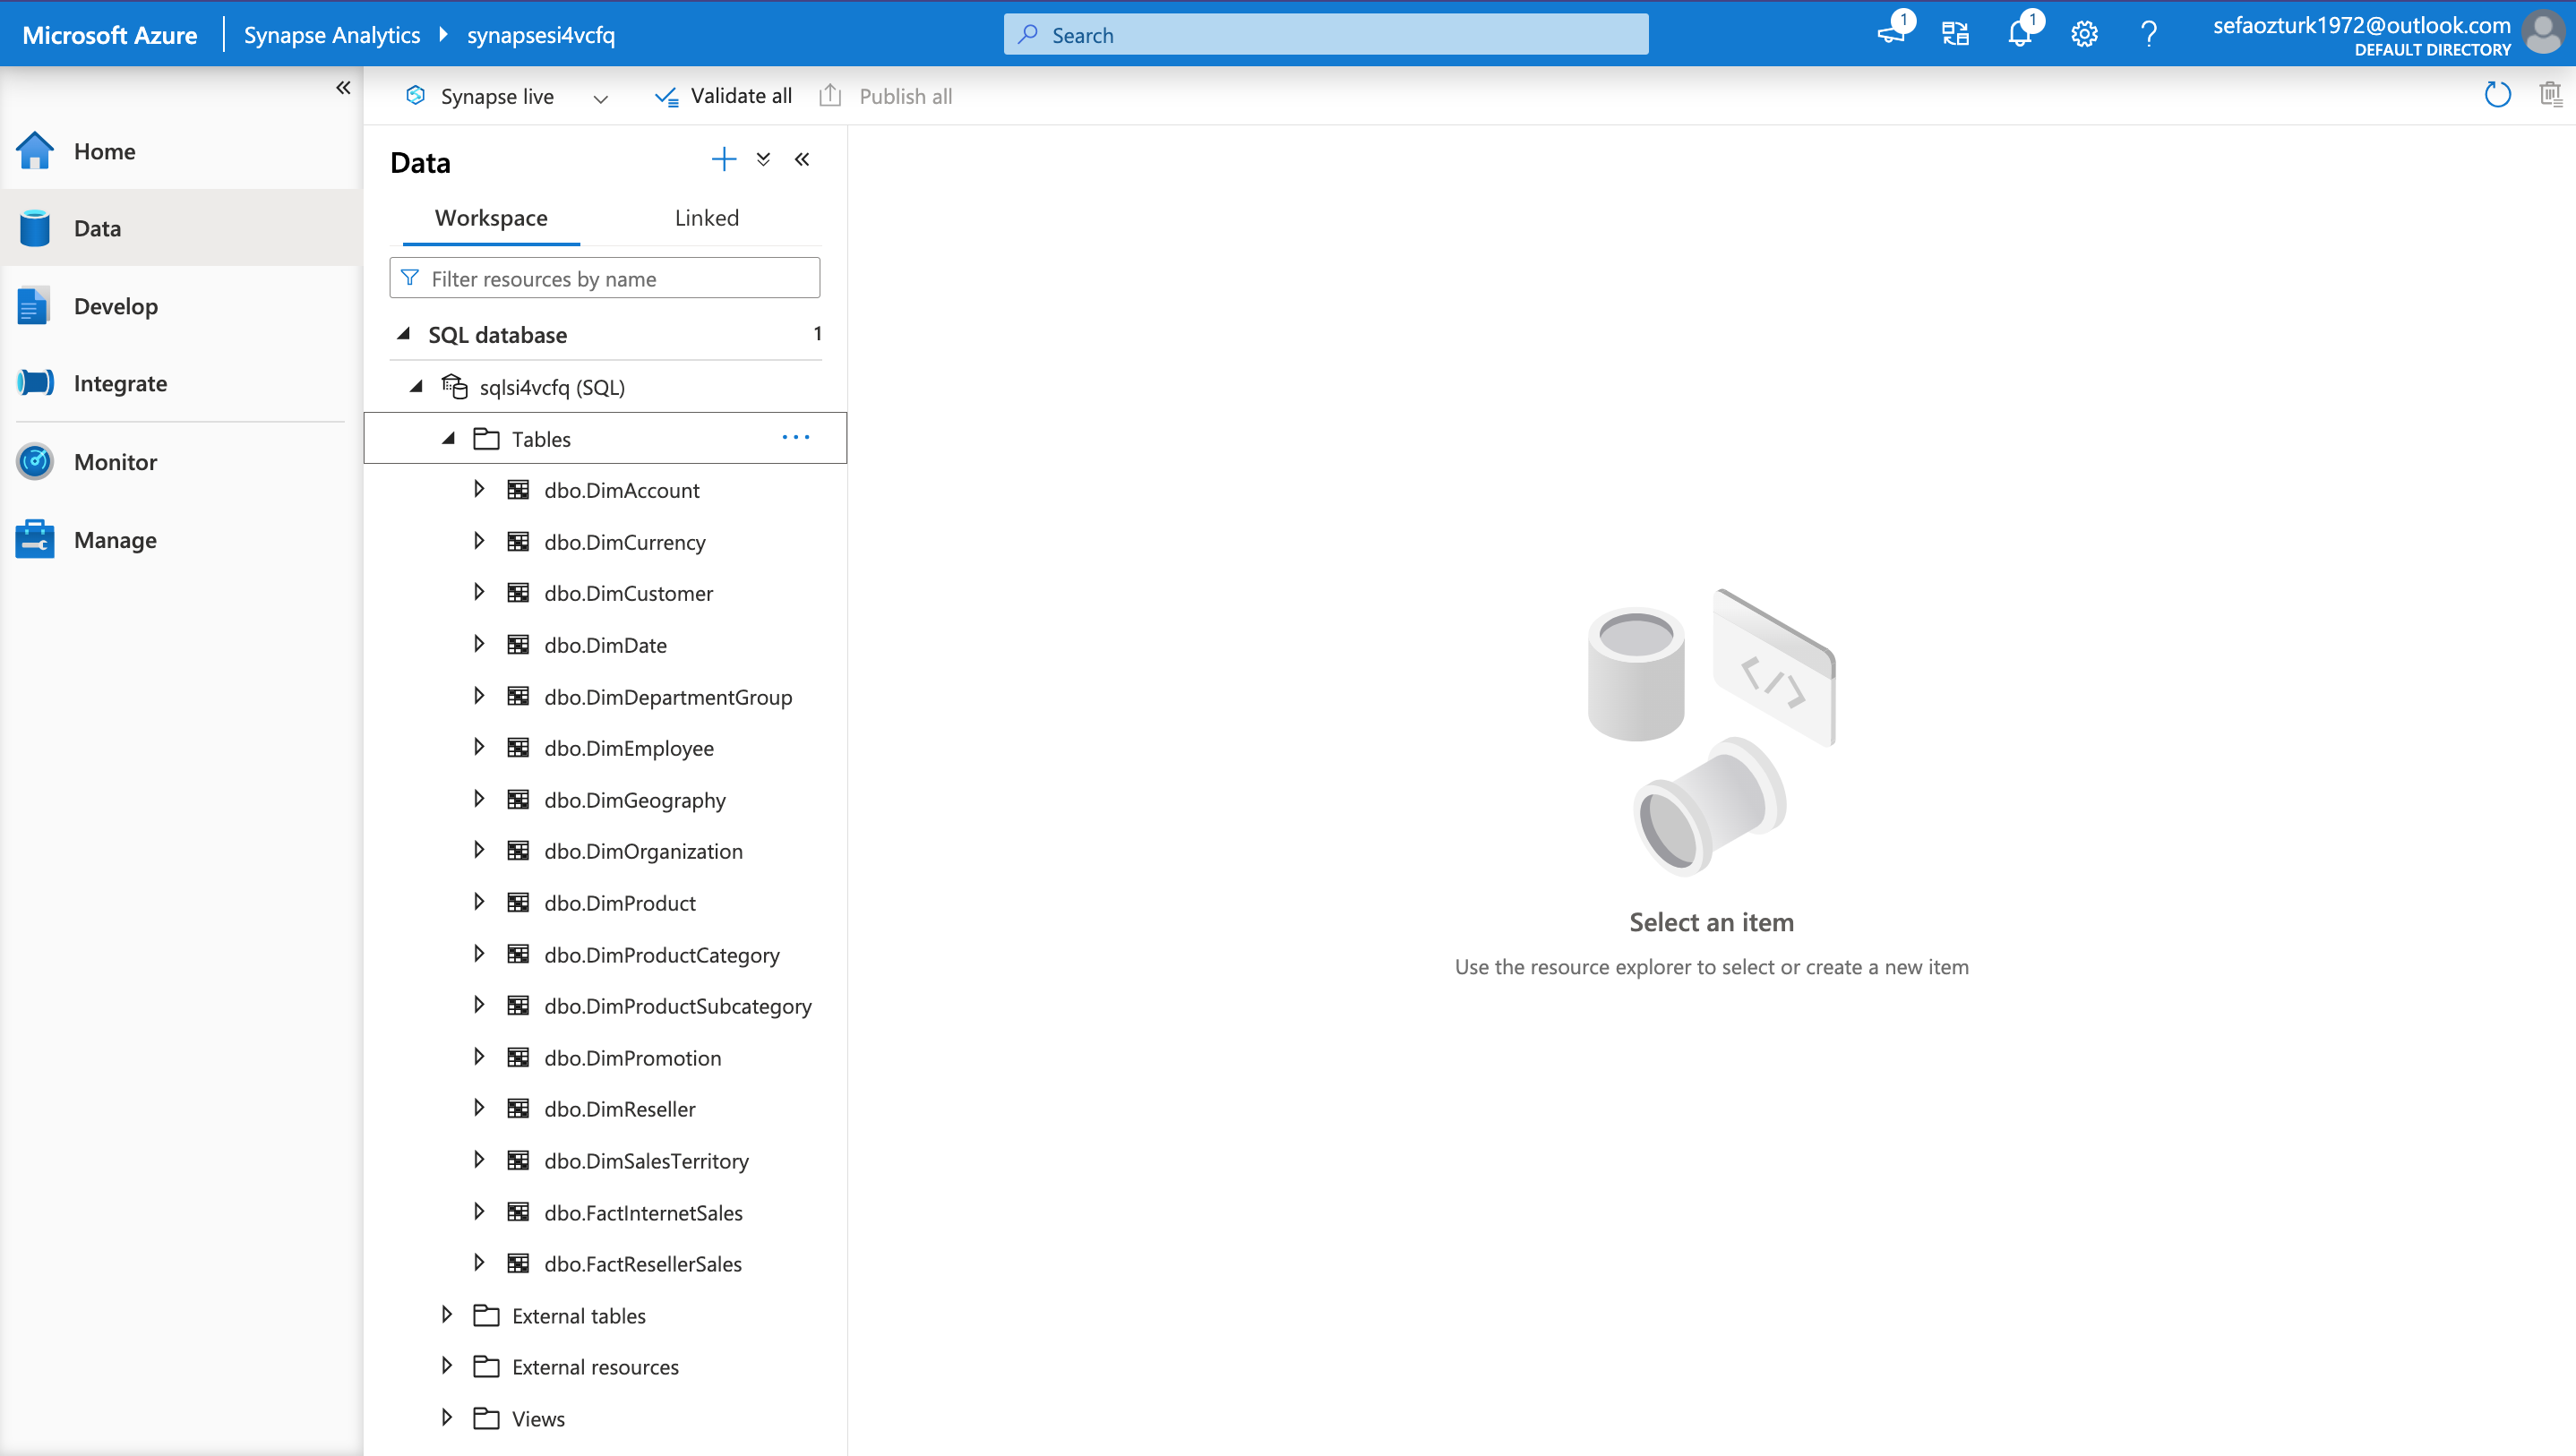 Microsoft Azure
Synapse Analytics
synapsesi4vcfq
Search
1
1
sefaozturk1972@outlook.com
DEFAULT DIRECTORY
Synapse live
Validate all
Publish all
Home
Data
Develop
Integrate
Monitor
Manage
Data
Workspace
Linked
Filter resources by name
SQL database 1
sqlsi4vcfq (SQL)
Tables
dbo.DimAccount
dbo.DimCurrency
dbo.DimCustomer
dbo.DimDate
dbo.DimDepartmentGroup
dbo.DimEmployee
dbo.DimGeography
dbo.DimOrganization
dbo.DimProduct
dbo.DimProductCategory
dbo.DimProductSubcategory
dbo.DimPromotion
dbo.DimReseller
dbo.DimSalesTerritory
dbo.FactInternetSales
dbo.FactResellerSales
External tables
External resources
Views
</>
Select an item
Use the resource explorer to select or create a new item